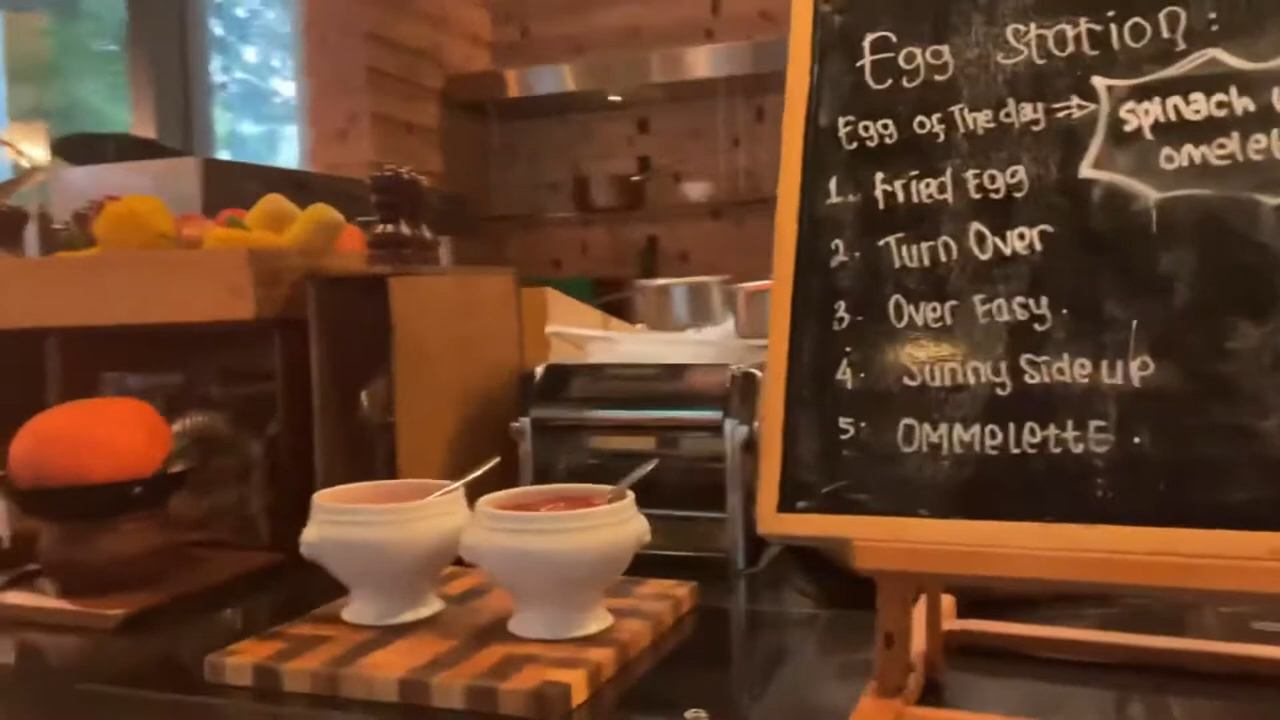 Egg Station:
Egg of The day ⇒ spinach
omelet
1. fried Egg
2. Turn Over
3. Over Easy.
4. Sunny Side up
5. OMMELETTE.